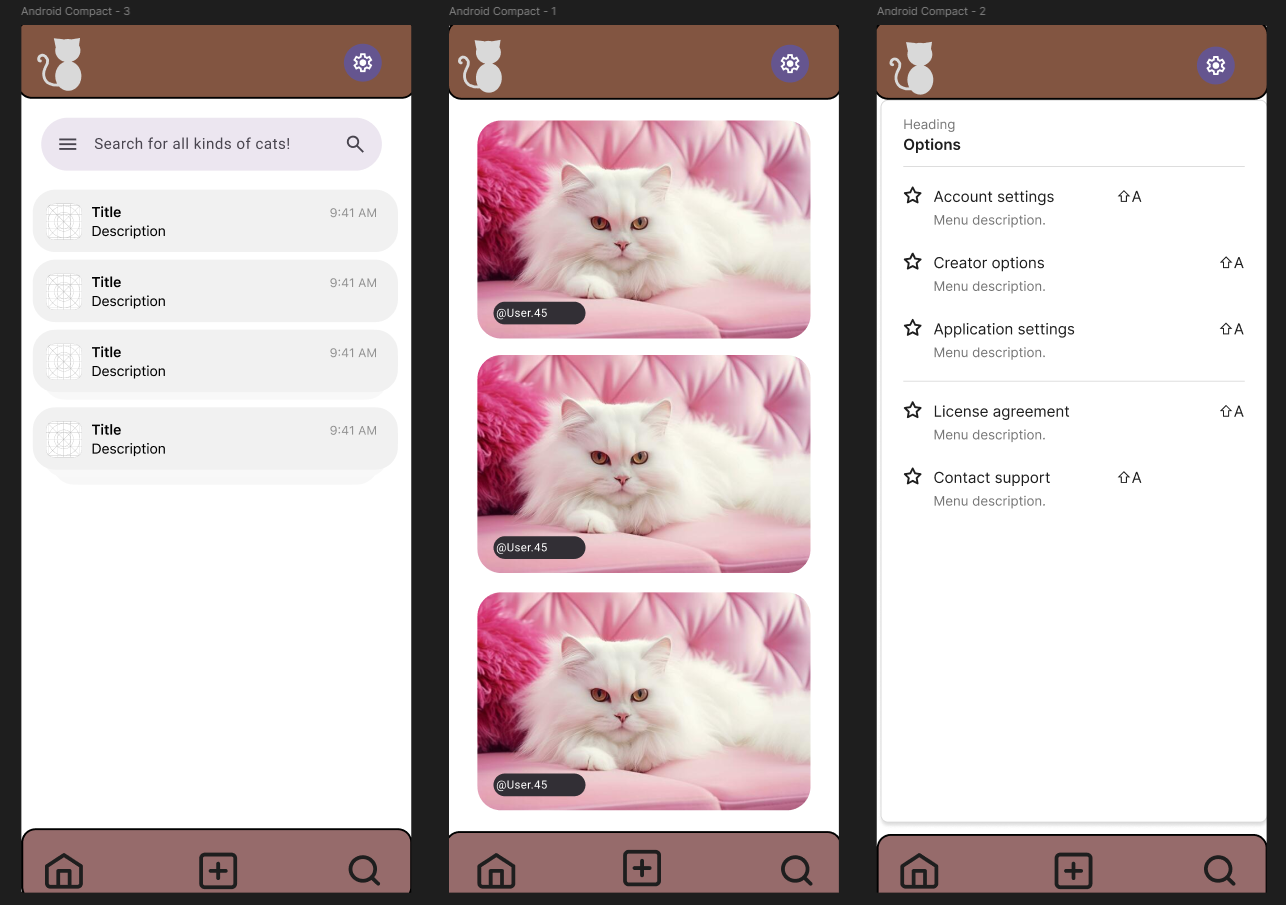 Android Compact - 3
Search for all kinds of cats!
Title
9:41 AM
Description
Title
9:41 AM
Description
Title
9:41 AM
Description
Title
9:41 AM
Description
Android Compact - 1
@User.45
@User.45
@User.45
Android Compact - 2
Heading
Options
Account settings
⇧A
Menu description.
Creator options
⇧A
Menu description.
Application settings
⇧A
Menu description.
License agreement
⇧A
Menu description.
Contact support
⇧A
Menu description.